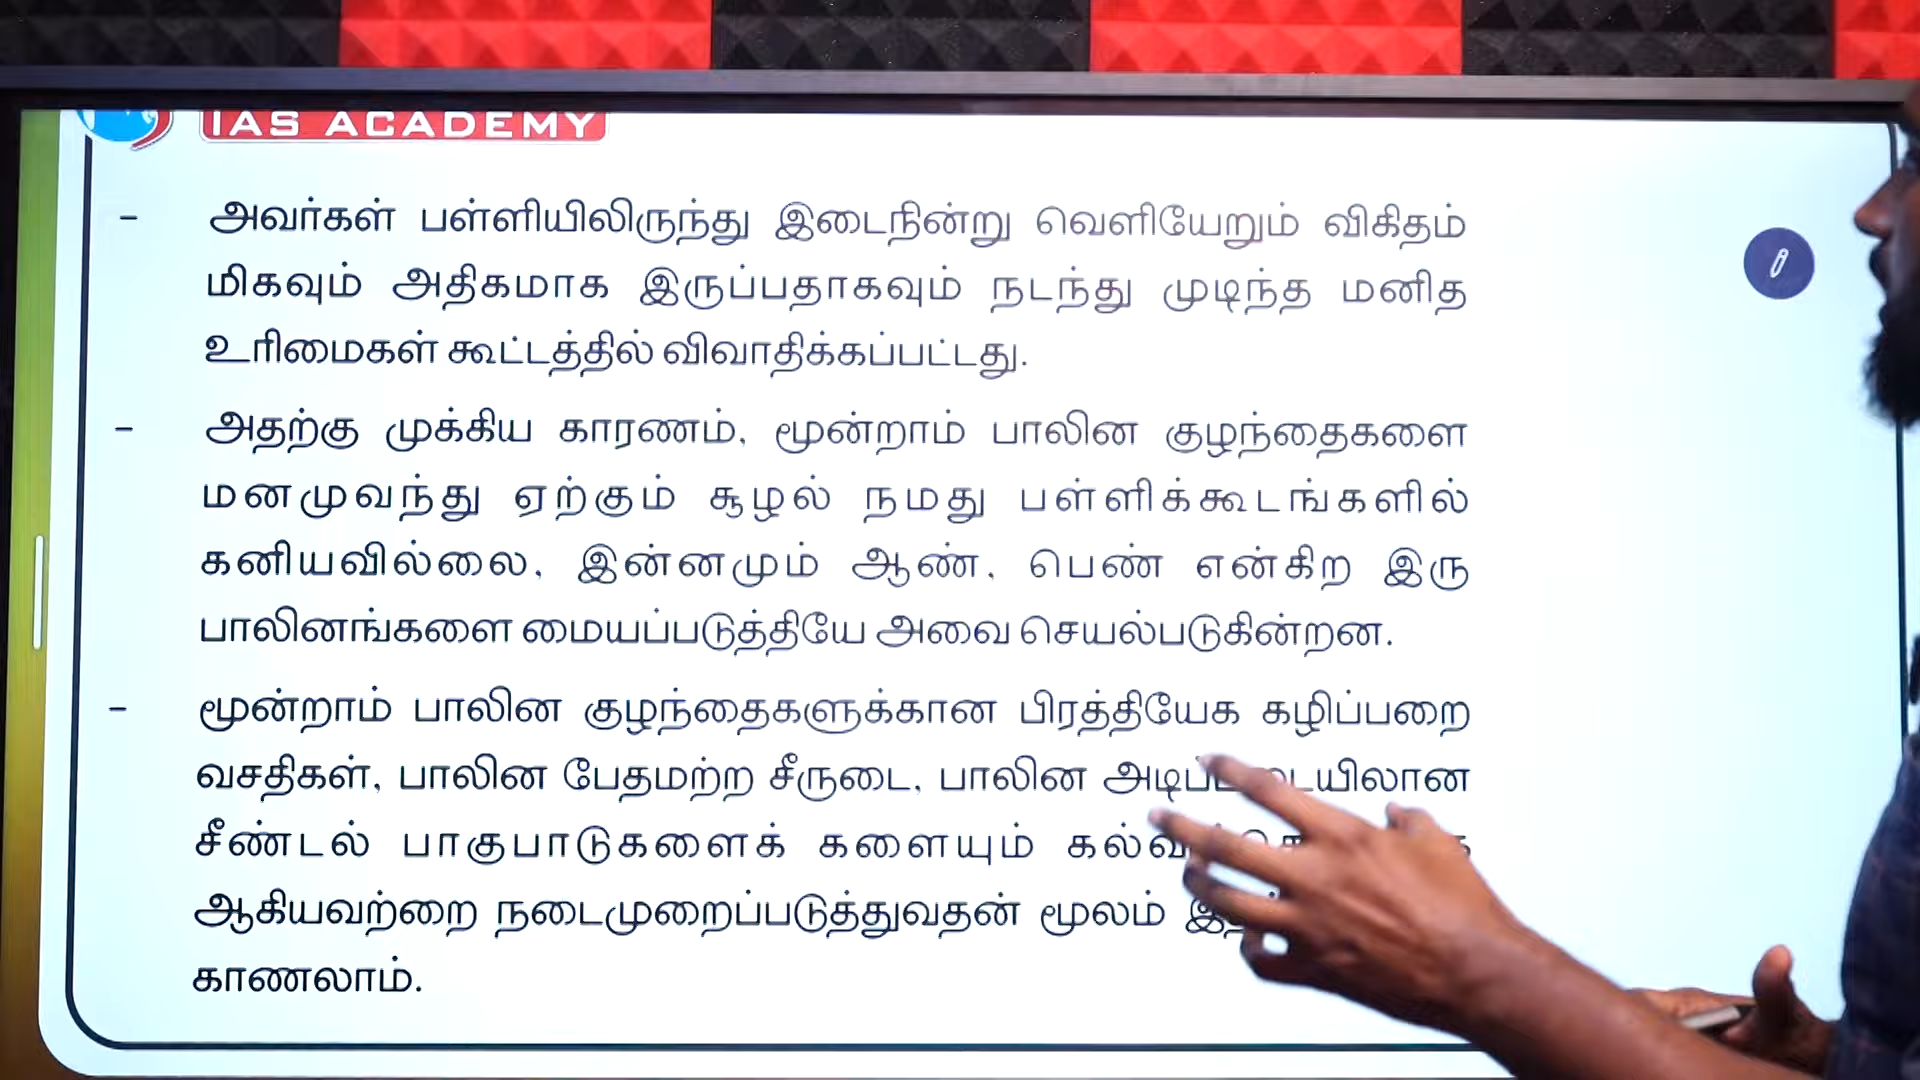 IAS ACADEMY
- அவர்கள் பள்ளியிலிருந்து இடைநின்று வெளியேறும் விகிதம்
மிகவும் அதிகமாக இருப்பதாகவும் நடந்து முடிந்த மனித
உரிமைகள் கூட்டத்தில் விவாதிக்கப்பட்டது.
- அதற்கு முக்கிய காரணம், மூன்றாம் பாலின குழந்தைகளை
மனமுவந்து ஏற்கும் சூழல் நமது பள்ளிக்கூடங்களில்
கனியவில்லை, இன்னமும் ஆண், பெண் என்கிற இரு
பாலினங்களை மையப்படுத்தியே அவை செயல்படுகின்றன.
- மூன்றாம் பாலின குழந்தைகளுக்கான பிரத்தியேக கழிப்பறை
வசதிகள், பாலின பேதமற்ற சீருடை, பாலின
சீண்டல் பாகுபாடுகளைக் களையும்
ஆகியவற்றை நடைமுறைப்படுத்துவதன் மூலம்
காணலாம்.